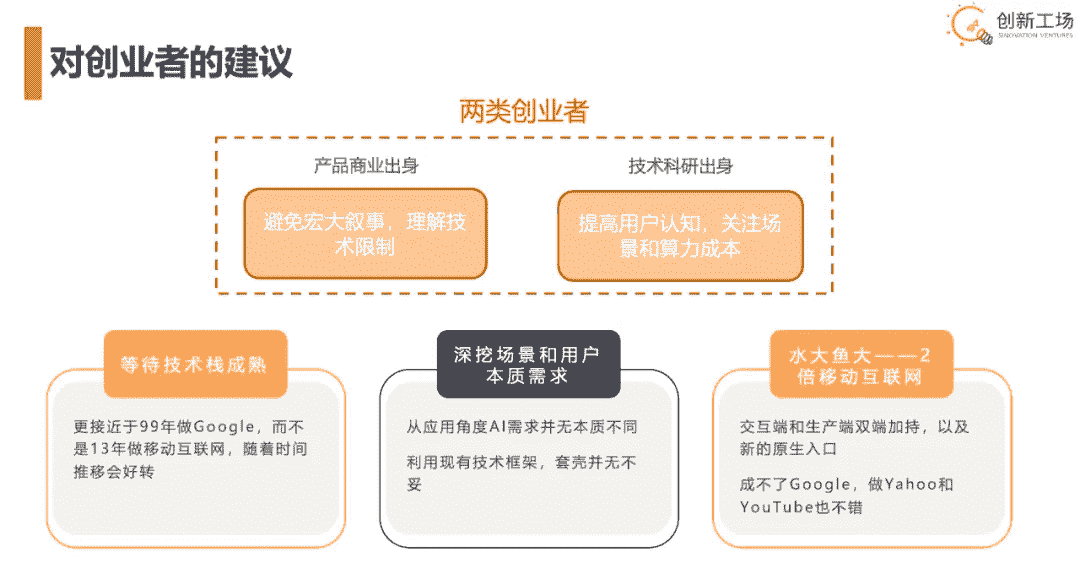 创新工场
SINOVATION VENTURES
对创业者的建议
两类创业者
产品商业出身
避免宏大叙事，理解技
术限制
技术科研出身
提高用户认知，关注场
景和算力成本
等待技术栈成熟
更接近于99年做Google，而不
是13年做移动互联网，随着时间
推移会好转
深挖场景和用户
本质需求
从应用角度AI需求并无本质不同
利用现有技术框架，套壳并无不
妥
水大鱼大——2
倍移动互联网
交互端和生产端双端加持，以及
新的原生入口
成不了Google，做Yahoo和
YouTube也不错